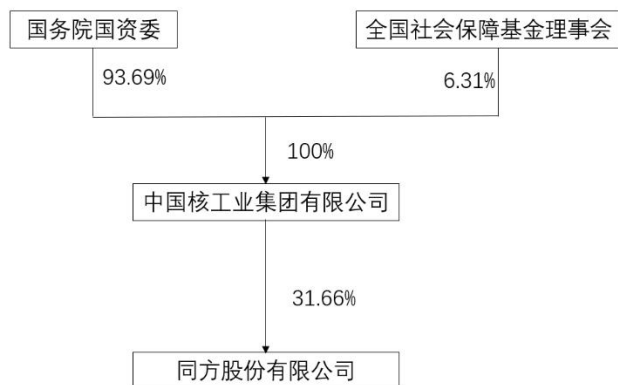 国务院国资委
全国社会保障基金理事会
93.69%
6.31%
100%
中国核工业集团有限公司
31.66%
同方股份有限公司